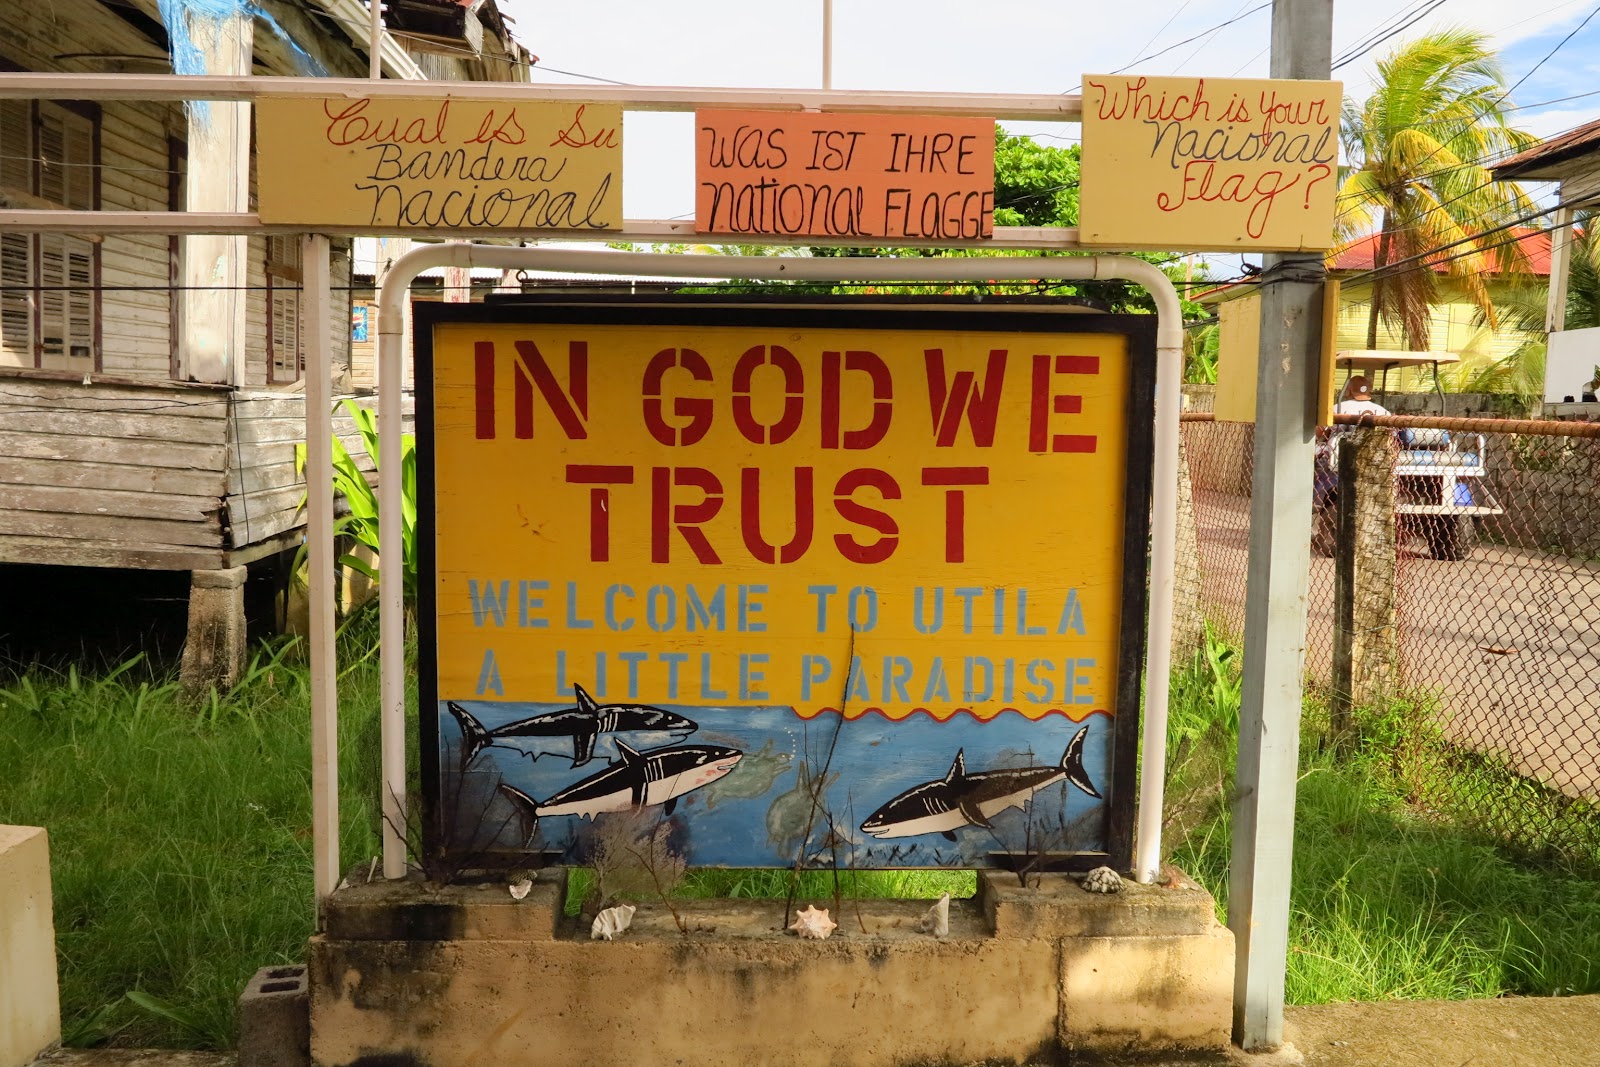 Cual es Su
Bandera
Nacional
WAS IST IHRE
national FLAGGE
Which is your
Nacional
Flag?
IN GOD WE
TRUST
WELCOME TO UTILA
A LITTLE PARADISE